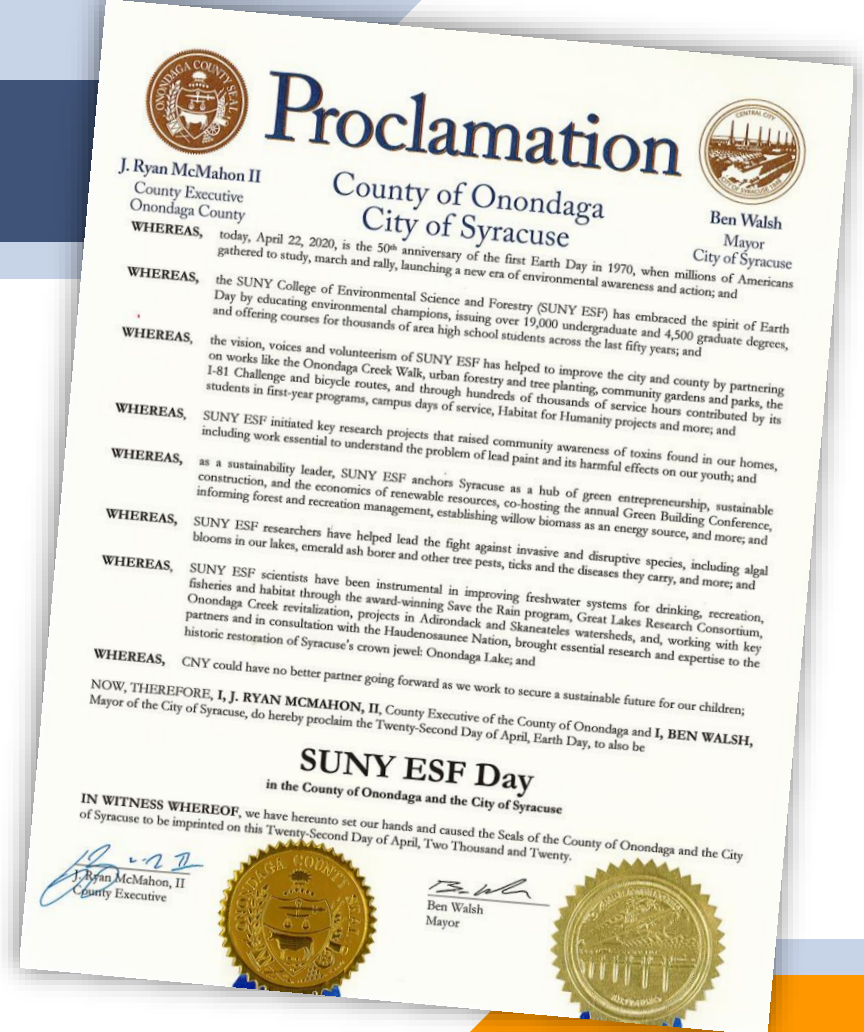 Proclamation
ONONDAGA COUNTY SEAL
CENTRAL CITY
CITY OF SYRACUSE 1848
J. Ryan McMahon II
County Executive
Onondaga County
County of Onondaga
City of Syracuse
Ben Walsh
Mayor
City of Syracuse
WHEREAS, today, April 22, 2020, is the 50th anniversary of the first Earth Day in 1970, when millions of Americans
gathered to study, march and rally, launching a new era of environmental awareness and action; and
WHEREAS, the SUNY College of Environmental Science and Forestry (SUNY ESF) has embraced the spirit of Earth
Day by educating environmental champions, issuing over 19,000 undergraduate and 4,500 graduate degrees,
and offering courses for thousands of area high school students across the last fifty years; and
WHEREAS, the vision, voices and volunteerism of SUNY ESF has helped to improve the city and county by partnering
on works like the Onondaga Creek Walk, urban forestry and tree planting, community gardens and parks, the
I-81 Challenge and bicycle routes, and through hundreds of thousands of service hours contributed by its
students in first-year programs, campus days of service, Habitat for Humanity projects and more; and
WHEREAS, SUNY ESF initiated key research projects that raised community awareness of toxins found in our homes,
including work essential to understand the problem of lead paint and its harmful effects on our youth; and
WHEREAS, as a sustainability leader, SUNY ESF anchors Syracuse as a hub of green entrepreneurship, sustainable
construction, and the economics of renewable resources, co-hosting the annual Green Building Conference,
informing forest and recreation management, establishing willow biomass as an energy source, and more; and
WHEREAS, SUNY ESF researchers have helped lead the fight against invasive and disruptive species, including algal
blooms in our lakes, emerald ash borer and other tree pests, ticks and the diseases they carry, and more; and
WHEREAS, SUNY ESF scientists have been instrumental in improving freshwater systems for drinking, recreation,
fisheries and habitat through the award-winning Save the Rain program, Great Lakes Research Consortium,
Onondaga Creek revitalization, projects in Adirondack and Skaneateles watersheds, and, working with key
partners and in consultation with the Haudenosaunee Nation, brought essential research and expertise to the
historic restoration of Syracuse's crown jewel: Onondaga Lake; and
WHEREAS, CNY could have no better partner going forward as we work to secure a sustainable future for our children;
NOW, THEREFORE, I, J. RYAN MCMAHON, II, County Executive of the County of Onondaga and I, BEN WALSH,
Mayor of the City of Syracuse, do hereby proclaim the Twenty-Second Day of April, Earth Day, to also be
SUNY ESF Day
in the County of Onondaga and the City of Syracuse
IN WITNESS WHEREOF, we have hereunto set our hands and caused the Seals of the County of Onondaga and the City
of Syracuse to be imprinted on this Twenty-Second Day of April, Two Thousand and Twenty.
J. Ryan McMahon, II
County Executive
ONONDAGA COUNTY SEAL
Ben Walsh
Mayor